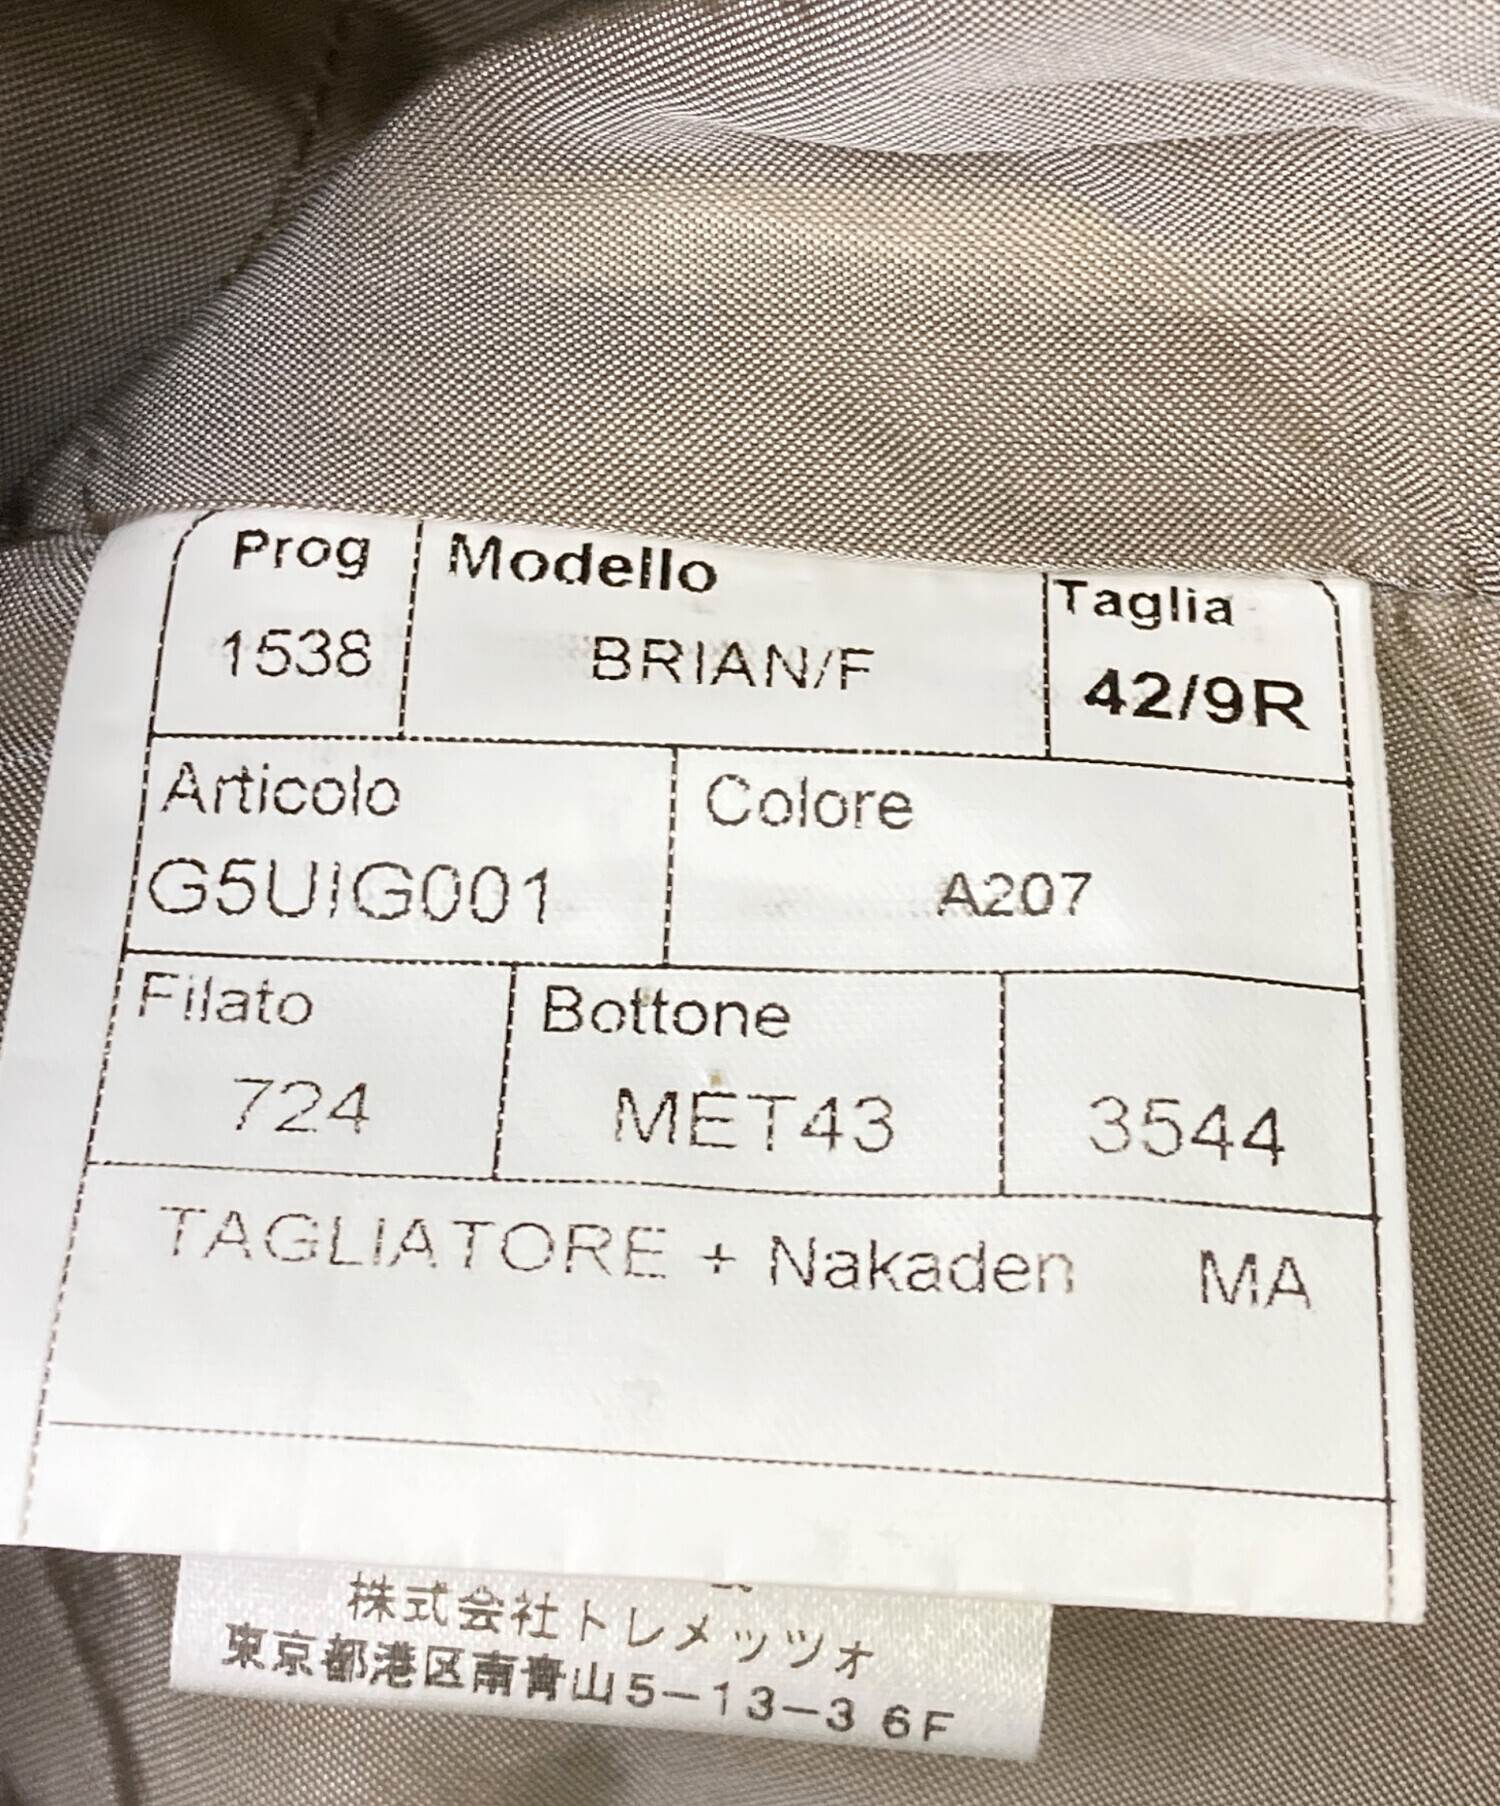 Prog Modello Taglia
1538 BRIAN/F 42/9R
Articolo Colore
G5UIG001 A207
Filato Bottone
724 MET43 3544
TAGLIATORE + Nakaden MA
株式会社トレメッツォ
東京都港区南青山5-13-3 6F